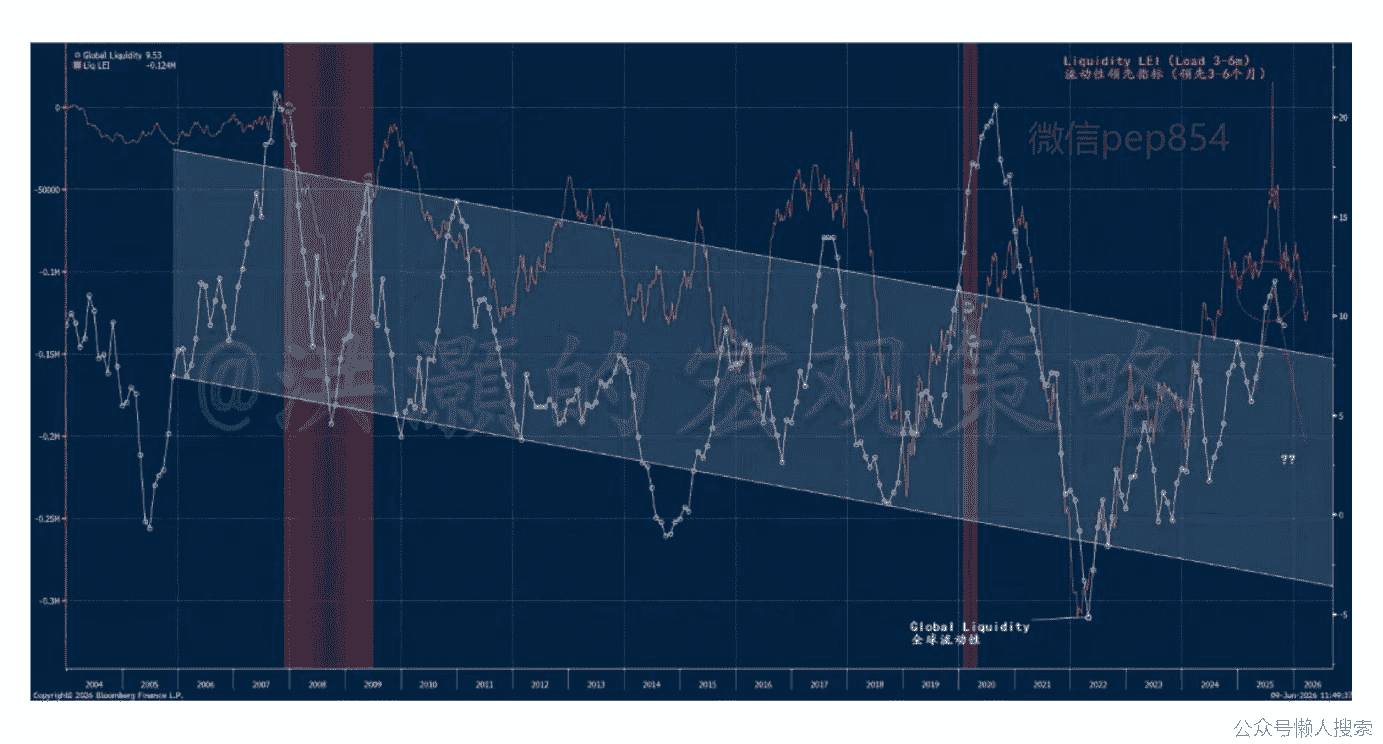 Global Liquidity 9.53
Liq LEI -0.124M
Liquidity LEI (Lead 3-6m)
流动性领先指标 (领先3-6个月)
微信pep854
@洪灝的宏观策略
??
Global Liquidity
全球流动性
0
-50000
-0.1M
-0.15M
-0.2M
-0.25M
-0.3M
20
15
10
5
0
-5
2004 2005 2006 2007 2008 2009 2010 2011 2012 2013 2014 2015 2016 2017 2018 2019 2020 2021 2022 2023 2024 2025 2026
Copyright© 2026 Bloomberg Finance L.P.
09-Jun-2026 11:49:37
公众号懒人搜索